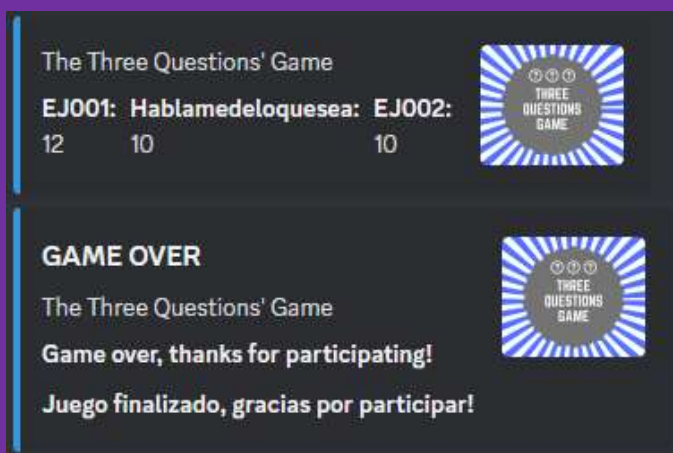 The Three Questions' Game
EJ001: Hablamedeloquesea: EJ002:
12 10 10
THREE
QUESTIONS
GAME
GAME OVER
The Three Questions' Game
Game over, thanks for participating!
Juego finalizado, gracias por participar!
THREE
QUESTIONS
GAME